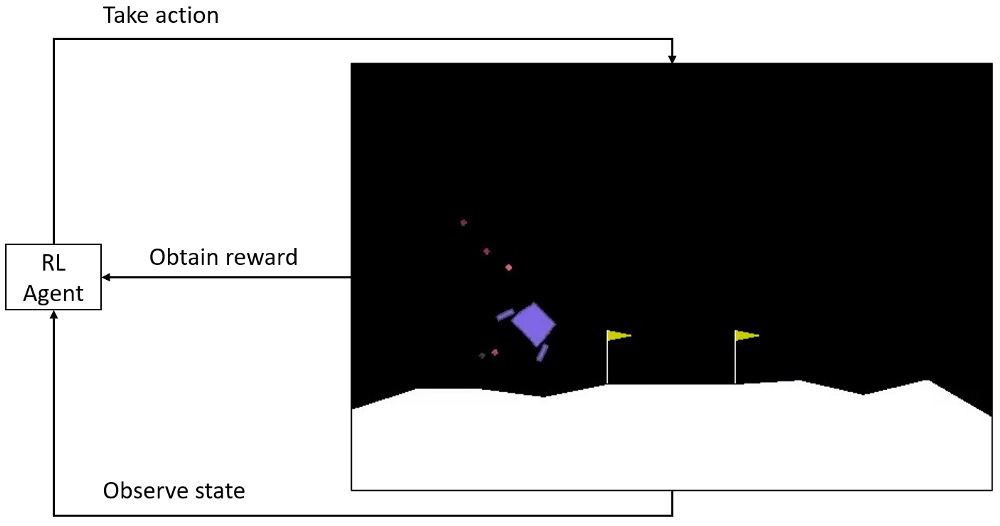 Take action
Obtain reward
RL
Agent
Observe state